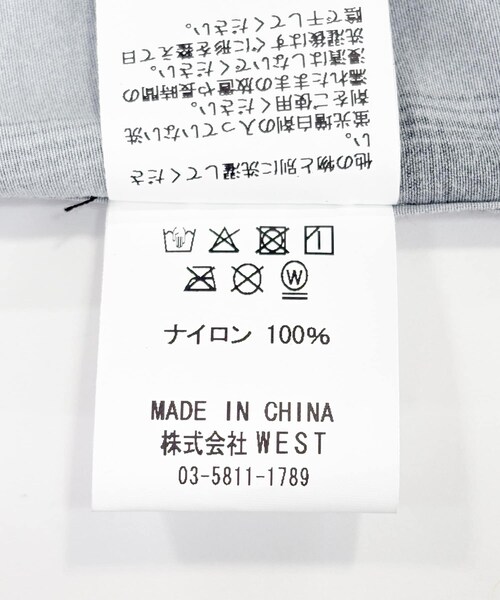 他の物と別に洗濯してくださ
い。
蛍光増白剤の入っていない洗
剤をご使用ください。
濡れたままの放置や長時間の
浸漬はしないでください。
洗濯後はすぐに形を整えて日
陰で干してください。
W
ナイロン 100%
MADE IN CHINA
株式会社 WEST
03-5811-1789